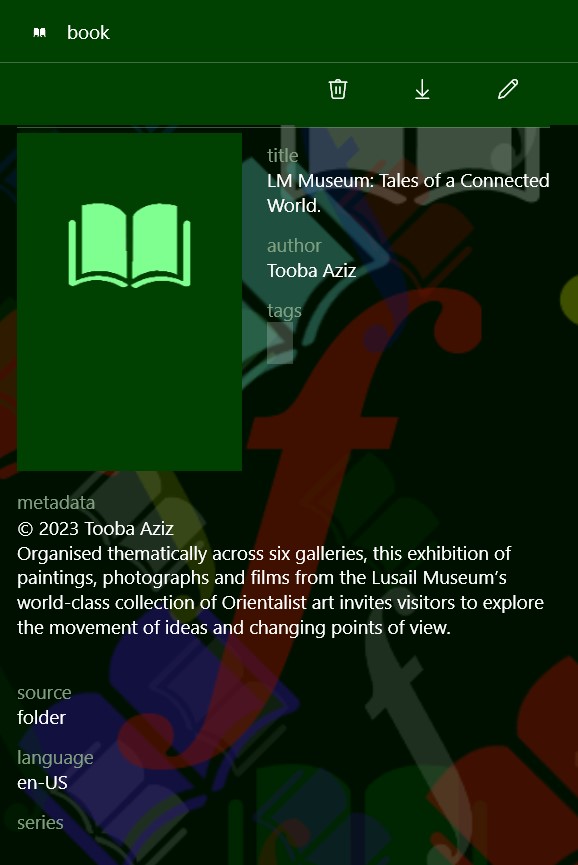 book
title
LM Museum: Tales of a Connected
World.
author
Tooba Aziz
tags
metadata
© 2023 Tooba Aziz
Organised thematically across six galleries, this exhibition of
paintings, photographs and films from the Lusail Museum’s
world-class collection of Orientalist art invites visitors to explore
the movement of ideas and changing points of view.
source
folder
language
en-US
series